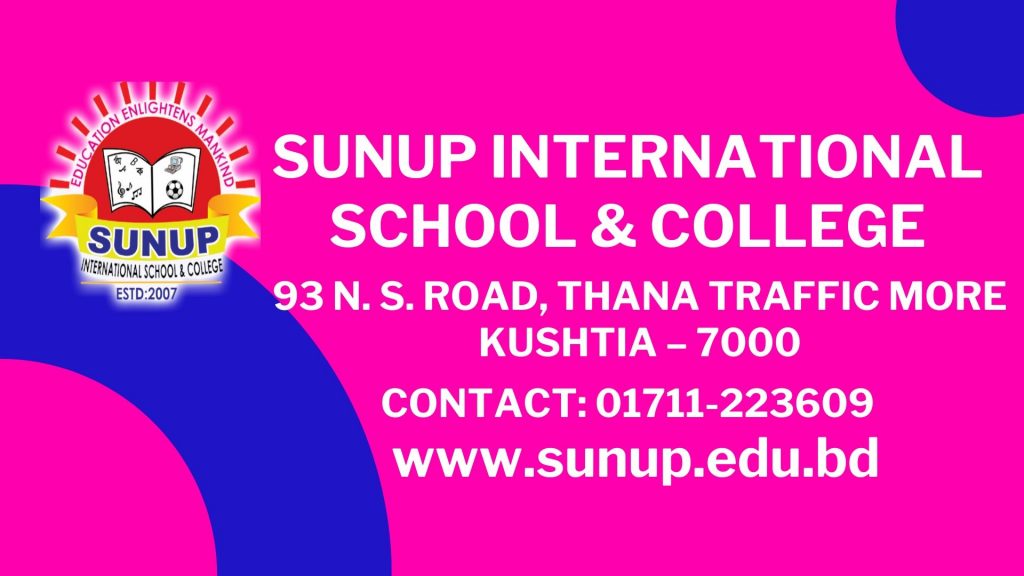 EDUCATION ENLIGHTENS MANKIND
SUNUP
INTERNATIONAL SCHOOL & COLLEGE
ESTD:2007
SUNUP INTERNATIONAL
SCHOOL & COLLEGE
93 N. S. ROAD, THANA TRAFFIC MORE
KUSHTIA – 7000
CONTACT: 01711-223609
www.sunup.edu.bd